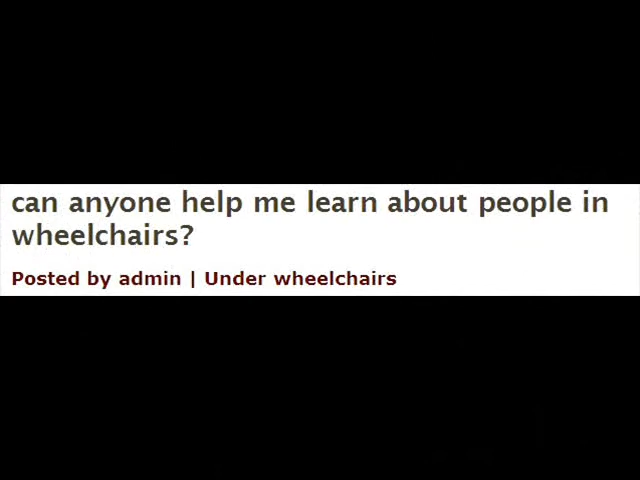 can anyone help me learn about people in
wheelchairs?
Posted by admin | Under wheelchairs